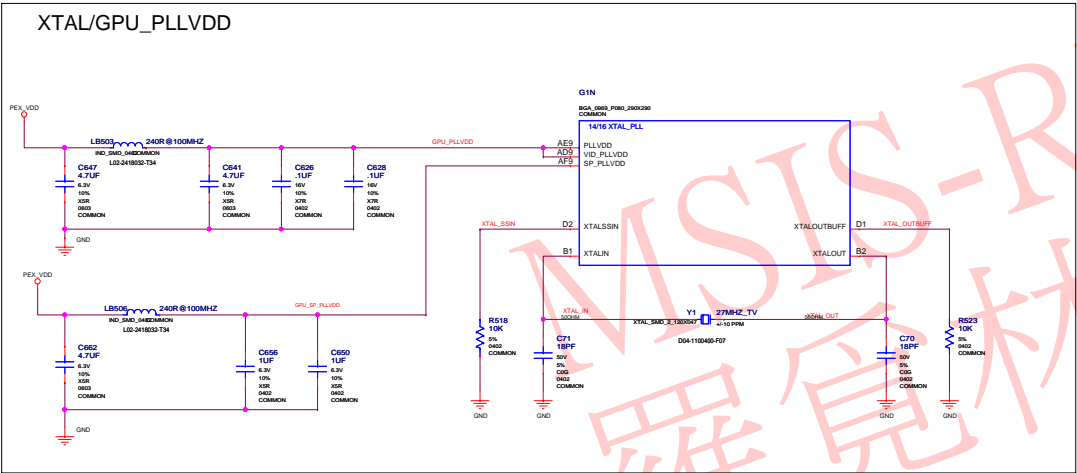 XTAL/GPU_PLLVDD
G1N
BGA_0969_P080_290X290
COMMON
14/16 XTAL_PLL
PEX_VDD
LB503
240R@100MHZ
IND_SMD_0402
COMMON
L02-2418032-T34
GPU_PLLVDD
AE9
PLLVDD
AD9
VID_PLLVDD
AF9
SP_PLLVDD
C647
4.7UF
6.3V
10%
X5R
0603
COMMON
C641
4.7UF
6.3V
10%
X5R
0603
COMMON
C626
.1UF
16V
10%
X7R
0402
COMMON
C628
.1UF
16V
10%
X7R
0402
COMMON
GND
XTAL_SSIN
D2
XTALSSIN
XTALOUTBUFF
D1
XTAL_OUTBUFF
B1
XTALIN
XTALOUT
B2
PEX_VDD
LB506
240R@100MHZ
IND_SMD_0402
COMMON
L02-2418032-T34
GPU_SP_PLLVDD
C662
4.7UF
6.3V
10%
X5R
0603
COMMON
C656
1UF
6.3V
10%
X5R
0402
COMMON
C650
1UF
6.3V
10%
X5R
0402
COMMON
GND
R518
10K
5%
0402
COMMON
GND
XTAL_IN
50OHM
Y1
27MHZ_TV
XTAL_SMD_2_120X047
+/-10 PPM
D04-1100400-F07
XTAL_OUT
50OHM
C71
18PF
50V
5%
C0G
0402
COMMON
GND
C70
18PF
50V
5%
C0G
0402
COMMON
GND
R523
10K
5%
0402
COMMON
GND
MSIS-R
羅覓林